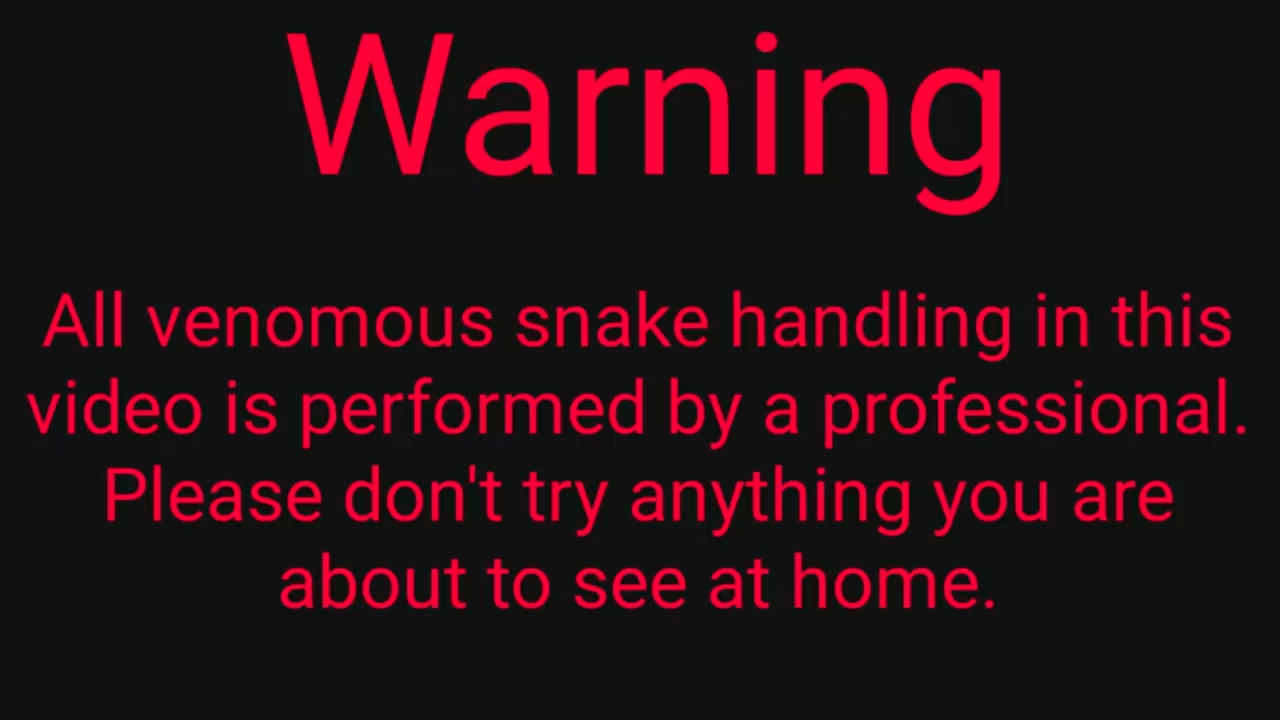 Warning
All venomous snake handling in this
video is performed by a professional.
Please don't try anything you are
about to see at home.